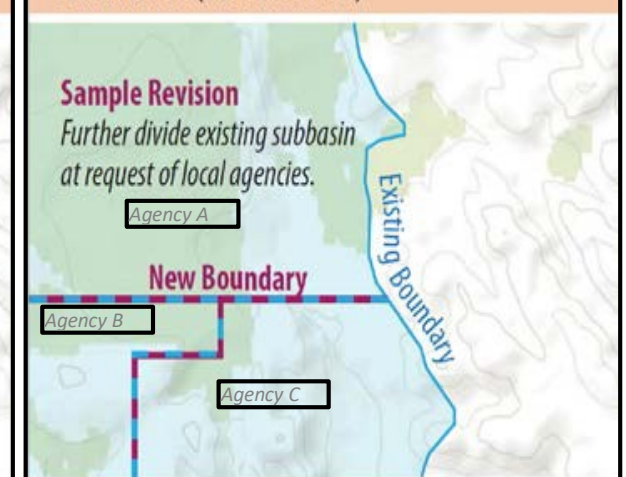 Sample Revision
Further divide existing subbasin
at request of local agencies.
Agency A
Existing Boundary
New Boundary
Agency B
Agency C